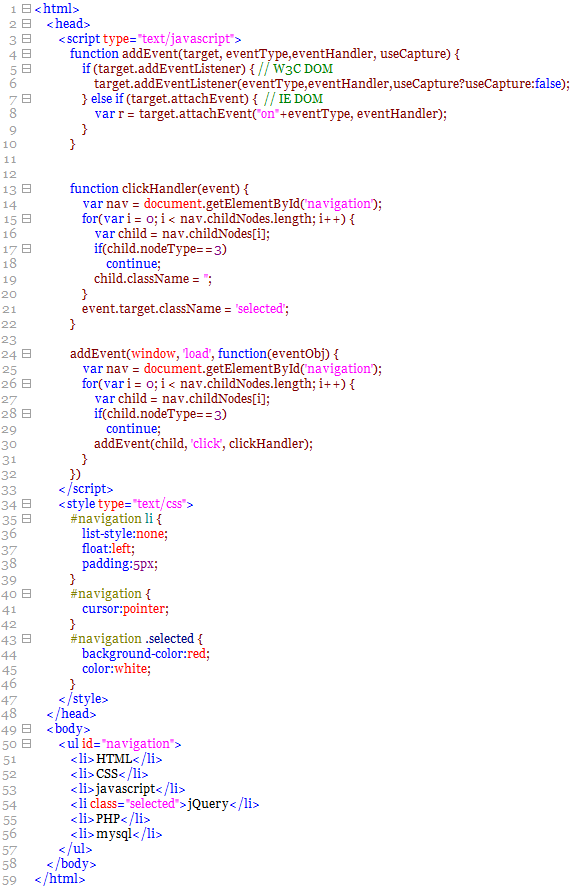 1 <html>
2 <head>
3 <script type="text/javascript">
4 function addEvent(target, eventType,eventHandler, useCapture) {
5 if (target.addEventListener) { // W3C DOM
6 target.addEventListener(eventType,eventHandler,useCapture?useCapture:false);
7 } else if (target.attachEvent) {  // IE DOM
8 var r = target.attachEvent("on"+eventType, eventHandler);
9 }
10 }
11
12
13 function clickHandler(event) {
14 var nav = document.getElementById('navigation');
15 for(var i = 0; i < nav.childNodes.length; i++) {
16 var child = nav.childNodes[i];
17 if(child.nodeType==3)
18 continue;
19 child.className = '';
20 }
21 event.target.className = 'selected';
22 }
23
24 addEvent(window, 'load', function(eventObj) {
25 var nav = document.getElementById('navigation');
26 for(var i = 0; i < nav.childNodes.length; i++) {
27 var child = nav.childNodes[i];
28 if(child.nodeType==3)
29 continue;
30 addEvent(child, 'click', clickHandler);
31 }
32 })
33 </script>
34 <style type="text/css">
35 #navigation li {
36 list-style:none;
37 float:left;
38 padding:5px;
39 }
40 #navigation {
41 cursor:pointer;
42 }
43 #navigation .selected {
44 background-color:red;
45 color:white;
46 }
47 </style>
48 </head>
49 <body>
50 <ul id="navigation">
51 <li>HTML</li>
52 <li>CSS</li>
53 <li>javascript</li>
54 <li class="selected">jQuery</li>
55 <li>PHP</li>
56 <li>mysql</li>
57 </ul>
58 </body>
59 </html>